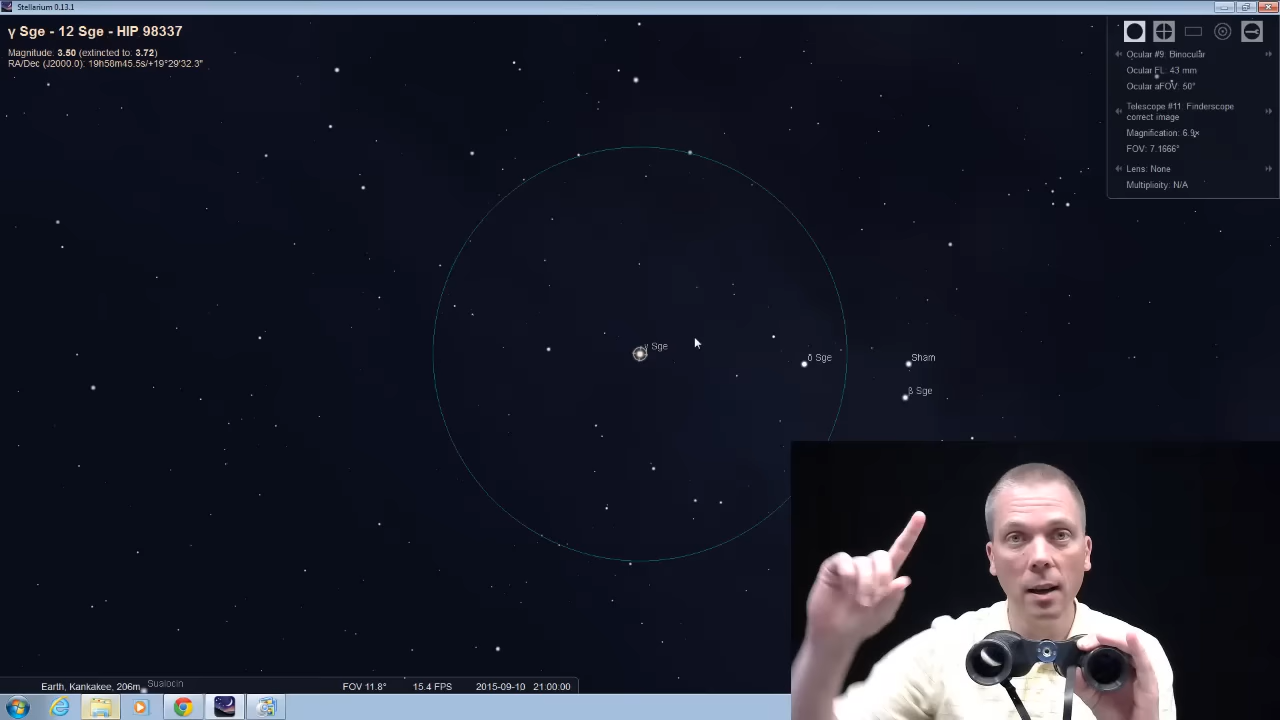 Stellarium 0.13.1
γ Sge - 12 Sge - HIP 98337
Magnitude: 3.50 (extincted to: 3.72)
RA/Dec (J2000.0): 19h58m45.5s/+19°29'32.3"
Ocular #9: Binocular
Ocular FL: 43 mm
Ocular aFOV: 50°
Telescope #11: Finderscope
correct image
Magnification: 6.9×
FOV: 7.1666°
Lens: None
Multiplicity: N/A
γ Sge
δ Sge
Sham
β Sge
Sualocin
Earth, Kankakee, 206m
FOV 11.8°
15.4 FPS
2015-09-10 21:00:00